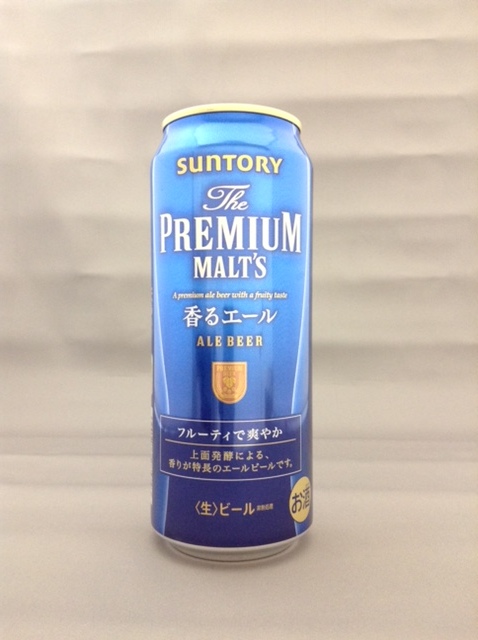 SUNTORY
The
PREMIUM
MALT'S
A premium ale beer with a fruity taste
香るエール
ALE BEER
フルーティで爽やか
上面発酵による、
香りが特長のエールビールです。
お酒
〈生〉ビール